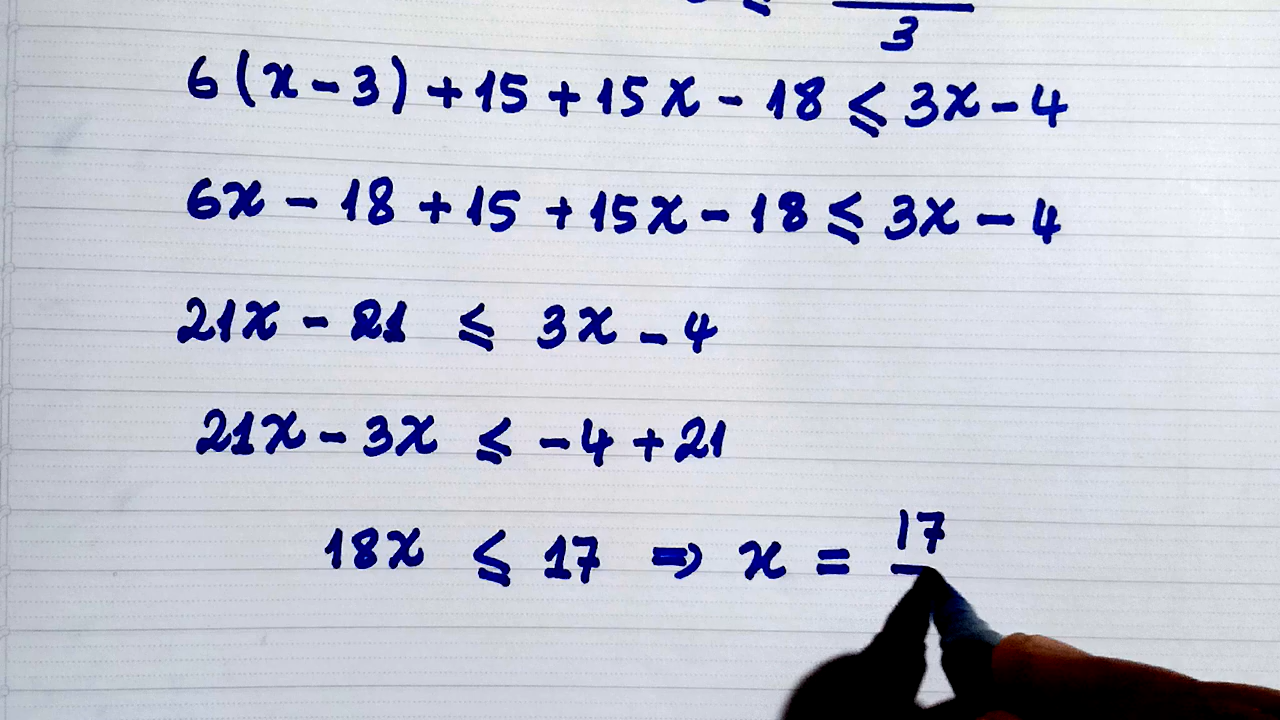 ≤ 3
6(x-3)+15+15x-18 ≤ 3x-4
6x-18+15+15x-18 ≤ 3x-4
21x-21 ≤ 3x-4
21x-3x ≤ -4+21
18x ≤ 17 ⇒ x = 17